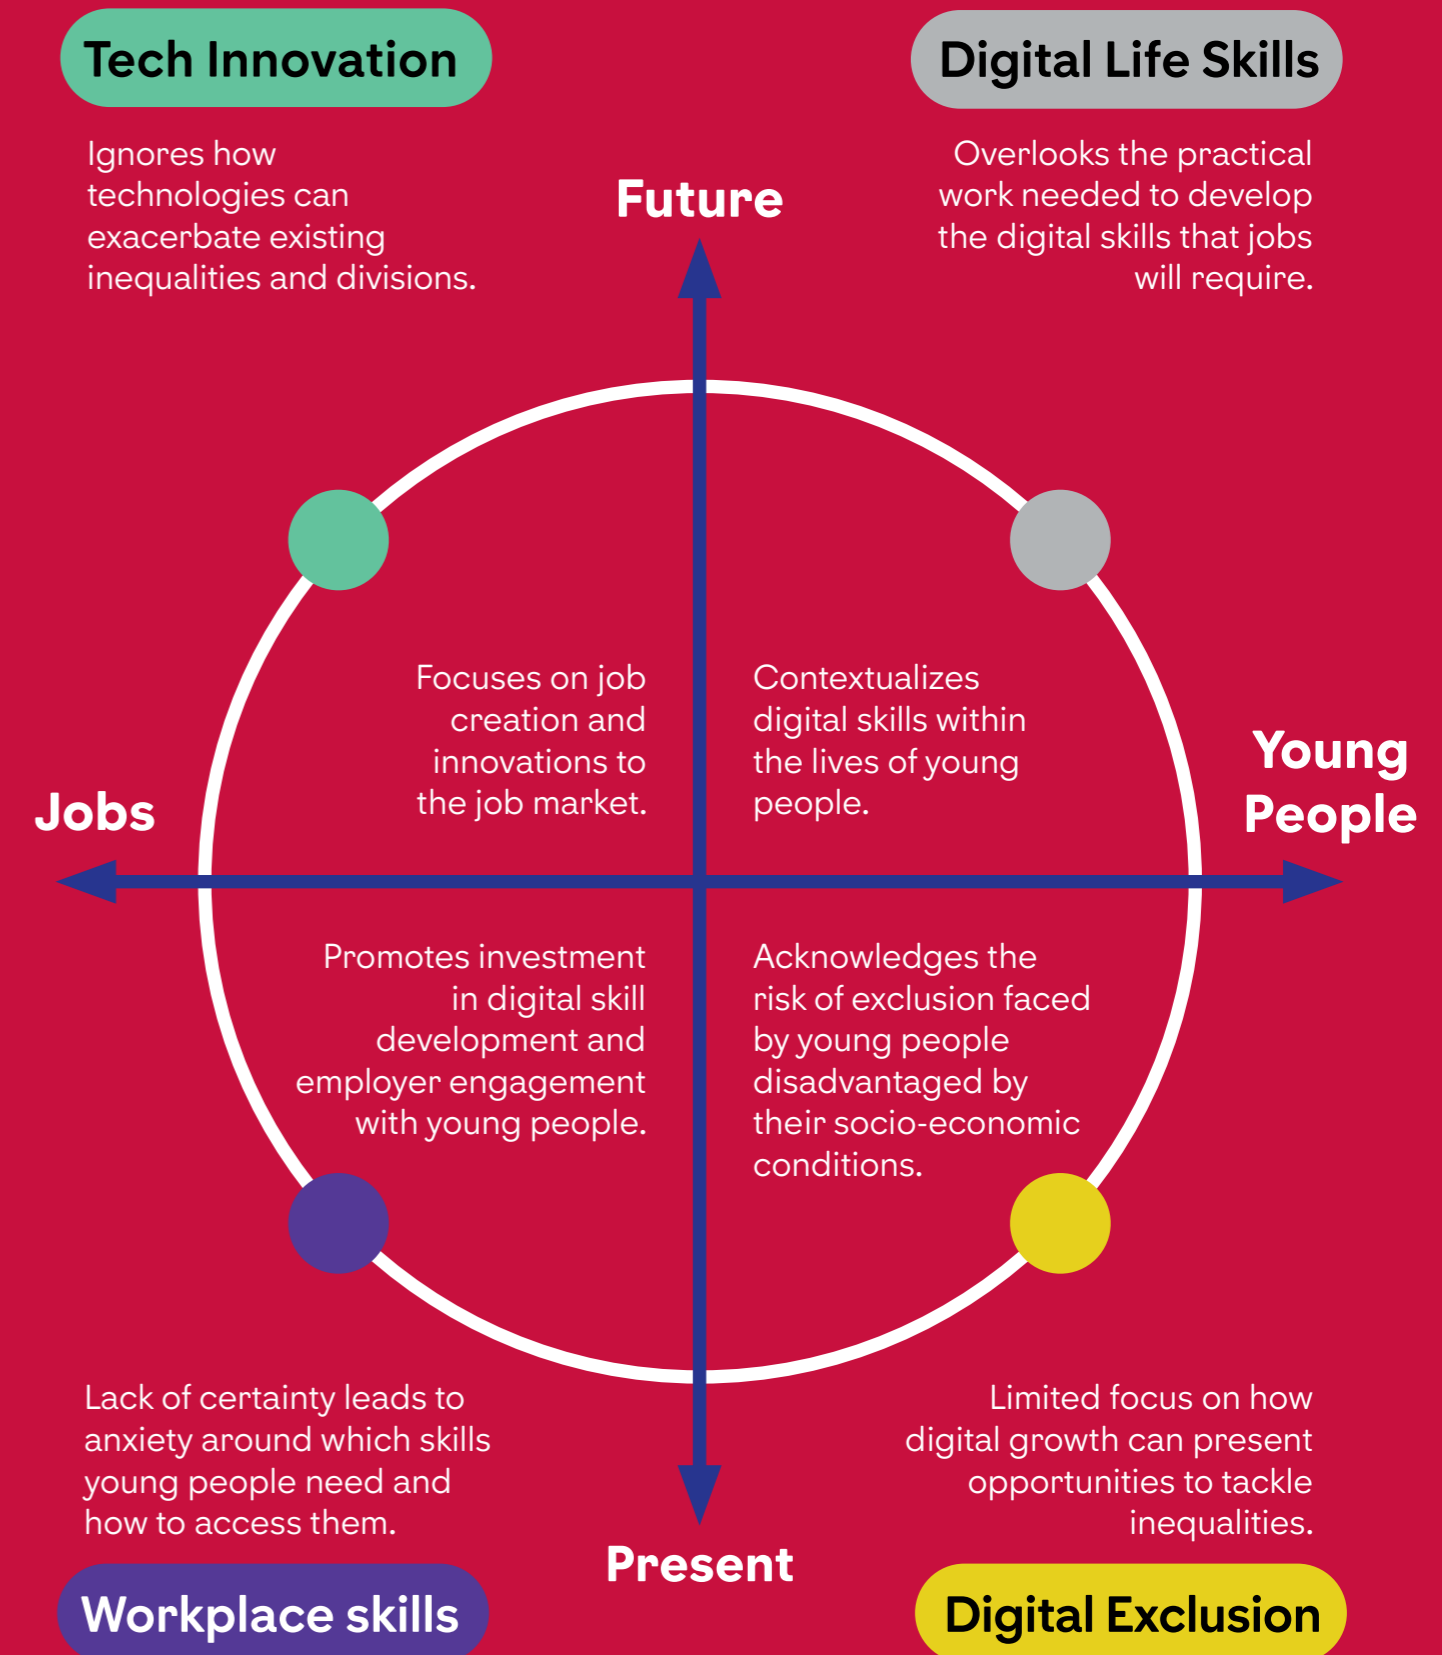 Tech Innovation
Ignores how
technologies can
exacerbate existing
inequalities and divisions.
Digital Life Skills
Overlooks the practical
work needed to develop
the digital skills that jobs
will require.
Future
Focuses on job
creation and
innovations to
the job market.
Contextualizes
digital skills within
the lives of young
people.
Jobs
Young
People
Promotes investment
in digital skill
development and
employer engagement
with young people.
Acknowledges the
risk of exclusion faced
by young people
disadvantaged by
their socio-economic
conditions.
Lack of certainty leads to
anxiety around which skills
young people need and
how to access them.
Workplace skills
Present
Limited focus on how
digital growth can present
opportunities to tackle
inequalities.
Digital Exclusion